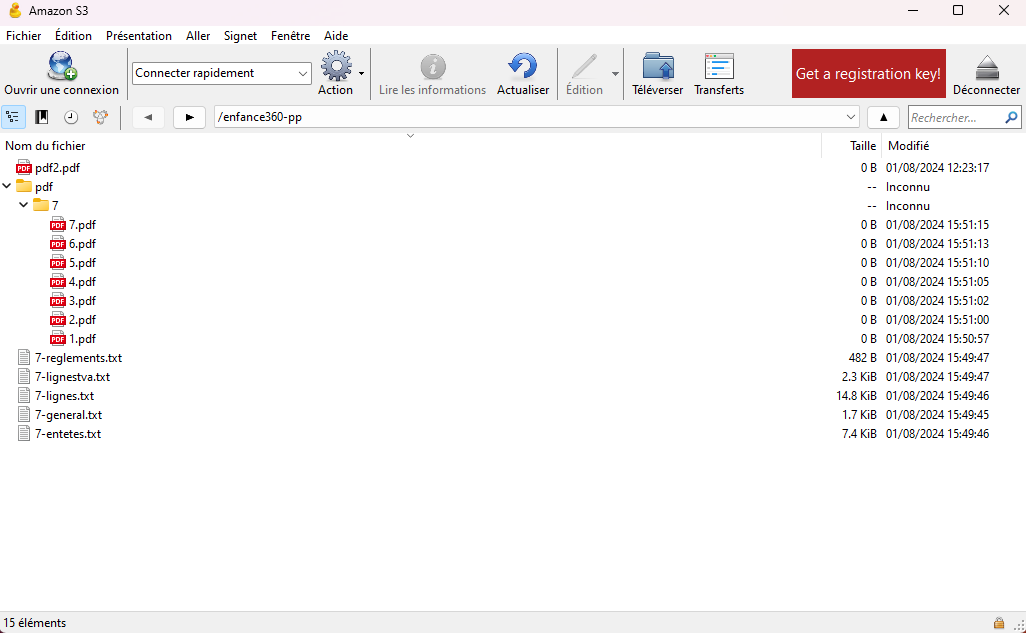 Amazon S3
Fichier Édition Présentation Aller Signet Fenêtre Aide
Ouvrir une connexion Connecter rapidement Action Lire les informations Actualiser Édition Téléverser Transferts Get a registration key! Déconnecter
/enfance360-pp Rechercher...
Nom du fichier Taille Modifié
PDF pdf2.pdf 0 B 01/08/2024 12:23:17
pdf -- Inconnu
7 -- Inconnu
PDF 7.pdf 0 B 01/08/2024 15:51:15
PDF 6.pdf 0 B 01/08/2024 15:51:13
PDF 5.pdf 0 B 01/08/2024 15:51:10
PDF 4.pdf 0 B 01/08/2024 15:51:05
PDF 3.pdf 0 B 01/08/2024 15:51:02
PDF 2.pdf 0 B 01/08/2024 15:51:00
PDF 1.pdf 0 B 01/08/2024 15:50:57
7-reglements.txt 482 B 01/08/2024 15:49:47
7-lignestva.txt 2.3 KiB 01/08/2024 15:49:47
7-lignes.txt 14.8 KiB 01/08/2024 15:49:46
7-general.txt 1.7 KiB 01/08/2024 15:49:45
7-entetes.txt 7.4 KiB 01/08/2024 15:49:46
15 éléments